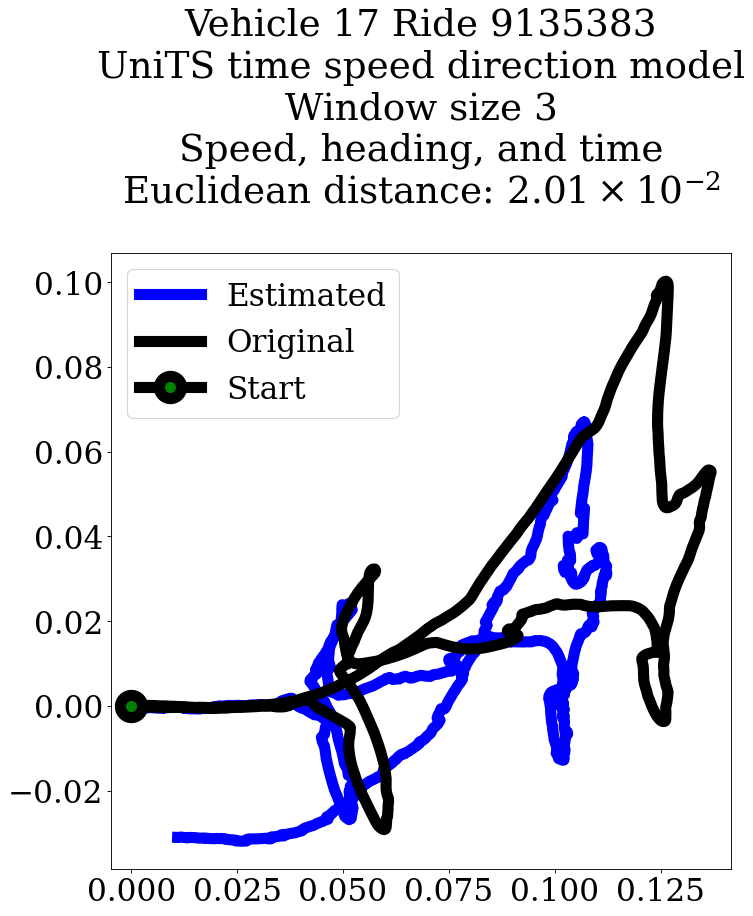 Vehicle 17 Ride 9135383
UniTS time speed direction model
Window size 3
Speed, heading, and time
Euclidean distance: 2.01 × 10⁻²
Estimated
Original
Start
0.10
0.08
0.06
0.04
0.02
0.00
−0.02
0.000 0.025 0.050 0.075 0.100 0.125